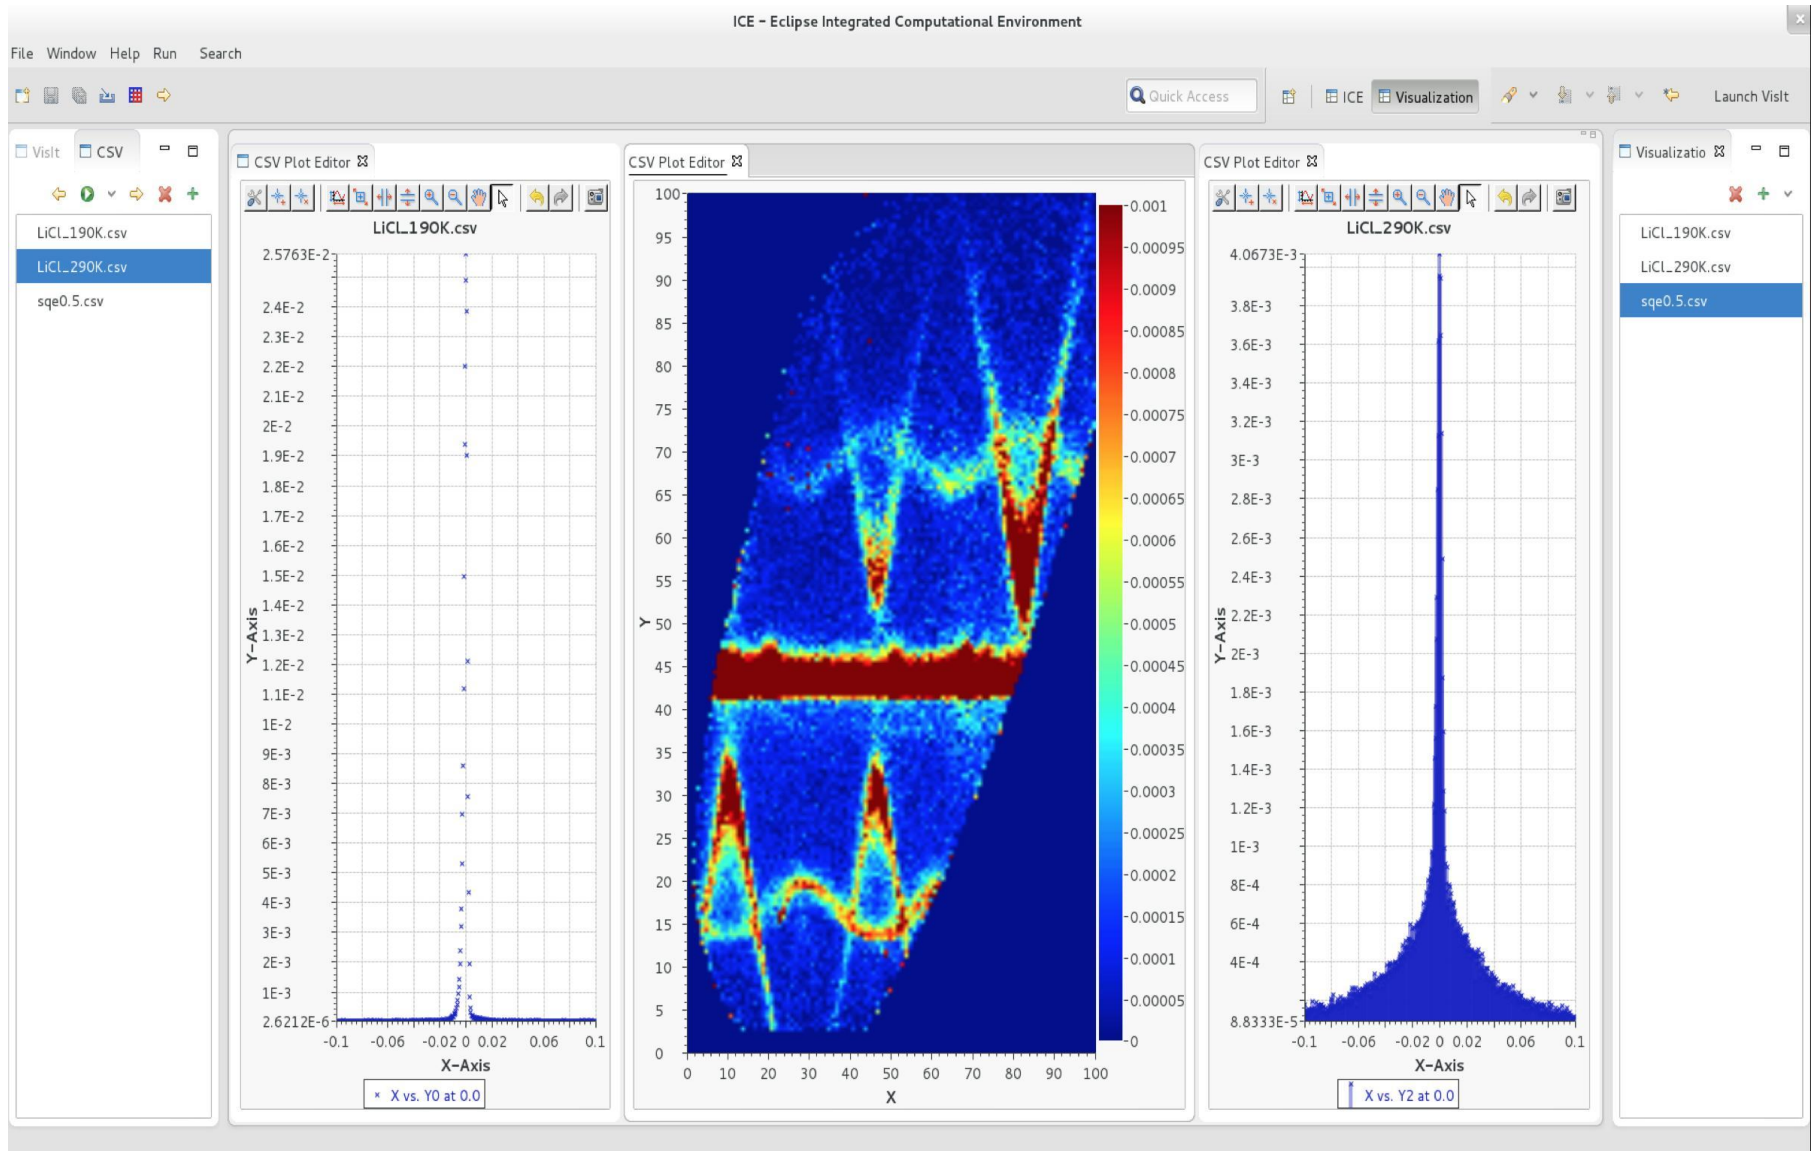 ICE - Eclipse Integrated Computational Environment
File Window Help Run Search
Quick Access ICE Visualization Launch VisIt
VisIt CSV
LiCl_190K.csv
LiCl_290K.csv
sqe0.5.csv
CSV Plot Editor
LiCl_190K.csv
2.5763E-2
2.4E-2
2.3E-2
2.2E-2
2.1E-2
2E-2
1.9E-2
1.8E-2
1.7E-2
1.6E-2
1.5E-2
1.4E-2
1.3E-2
1.2E-2
1.1E-2
1E-2
9E-3
8E-3
7E-3
6E-3
5E-3
4E-3
3E-3
2E-3
1E-3
2.6212E-6
Y-Axis
-0.1 -0.06 -0.02 0 0.02 0.06 0.1
X-Axis
X vs. Y0 at 0.0
CSV Plot Editor
100
95
90
85
80
75
70
65
60
55
50
45
40
35
30
25
20
15
10
5
0
Y
0 10 20 30 40 50 60 70 80 90 100
X
0.001
0.00095
0.0009
0.00085
0.0008
0.00075
0.0007
0.00065
0.0006
0.00055
0.0005
0.00045
0.0004
0.00035
0.0003
0.00025
0.0002
0.00015
0.0001
0.00005
0
CSV Plot Editor
LiCl_290K.csv
4.0673E-3
3.8E-3
3.6E-3
3.4E-3
3.2E-3
3E-3
2.8E-3
2.6E-3
2.4E-3
2.2E-3
2E-3
1.8E-3
1.6E-3
1.4E-3
1.2E-3
1E-3
8E-4
6E-4
4E-4
8.8333E-5
Y-Axis
-0.1 -0.06 -0.02 0 0.02 0.06 0.1
X-Axis
X vs. Y2 at 0.0
Visualizatio
LiCl_190K.csv
LiCl_290K.csv
sqe0.5.csv